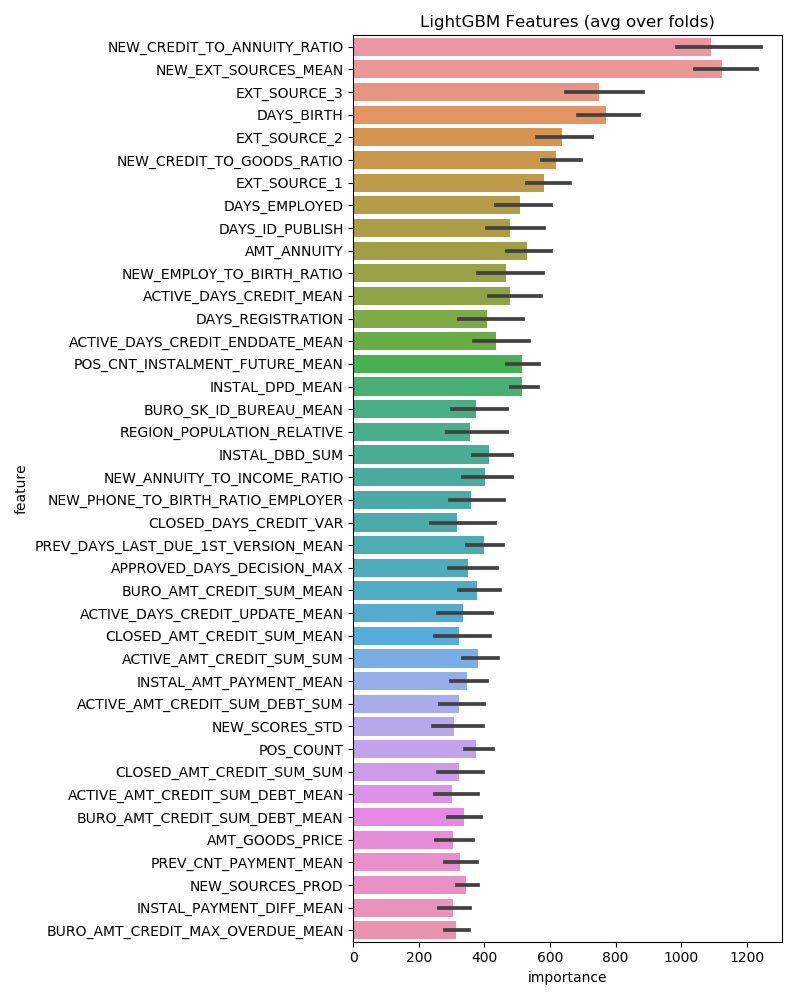 LightGBM Features (avg over folds)
NEW_CREDIT_TO_ANNUITY_RATIO
NEW_EXT_SOURCES_MEAN
EXT_SOURCE_3
DAYS_BIRTH
EXT_SOURCE_2
NEW_CREDIT_TO_GOODS_RATIO
EXT_SOURCE_1
DAYS_EMPLOYED
DAYS_ID_PUBLISH
AMT_ANNUITY
NEW_EMPLOY_TO_BIRTH_RATIO
ACTIVE_DAYS_CREDIT_MEAN
DAYS_REGISTRATION
ACTIVE_DAYS_CREDIT_ENDDATE_MEAN
POS_CNT_INSTALMENT_FUTURE_MEAN
INSTAL_DPD_MEAN
BURO_SK_ID_BUREAU_MEAN
REGION_POPULATION_RELATIVE
INSTAL_DBD_SUM
NEW_ANNUITY_TO_INCOME_RATIO
NEW_PHONE_TO_BIRTH_RATIO_EMPLOYER
CLOSED_DAYS_CREDIT_VAR
PREV_DAYS_LAST_DUE_1ST_VERSION_MEAN
APPROVED_DAYS_DECISION_MAX
BURO_AMT_CREDIT_SUM_MEAN
ACTIVE_DAYS_CREDIT_UPDATE_MEAN
CLOSED_AMT_CREDIT_SUM_MEAN
ACTIVE_AMT_CREDIT_SUM_SUM
INSTAL_AMT_PAYMENT_MEAN
ACTIVE_AMT_CREDIT_SUM_DEBT_SUM
NEW_SCORES_STD
POS_COUNT
CLOSED_AMT_CREDIT_SUM_SUM
ACTIVE_AMT_CREDIT_SUM_DEBT_MEAN
BURO_AMT_CREDIT_SUM_DEBT_MEAN
AMT_GOODS_PRICE
PREV_CNT_PAYMENT_MEAN
NEW_SOURCES_PROD
INSTAL_PAYMENT_DIFF_MEAN
BURO_AMT_CREDIT_MAX_OVERDUE_MEAN
feature
0 200 400 600 800 1000 1200
importance